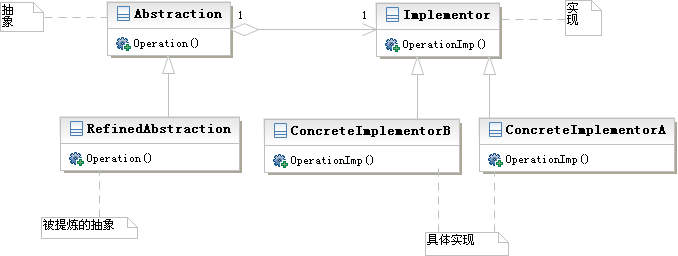 抽象
Abstraction
Operation()
1
1
Implementor
OperationImp()
实现
RefinedAbstraction
Operation()
ConcreteImplementorB
OperationImp()
ConcreteImplementorA
OperationImp()
被提炼的抽象
具体实现